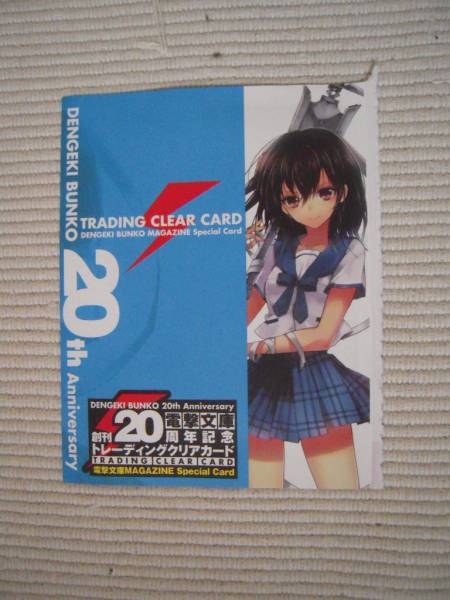 DENGEKI BUNKO
20th Anniversary
TRADING CLEAR CARD
DENGEKI BUNKO MAGAZINE Special Card
DENGEKI BUNKO 20th Anniversary
電撃文庫
創刊20周年記念
トレーディングクリアカード
TRADING CLEAR CARD
電撃文庫MAGAZINE Special Card